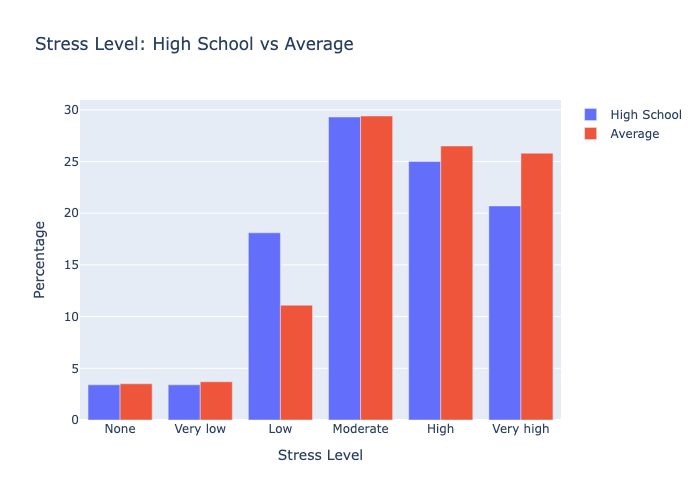 Stress Level: High School vs Average
High School
Average
30
25
20
15
10
5
0
Percentage
None Very low Low Moderate High Very high
Stress Level